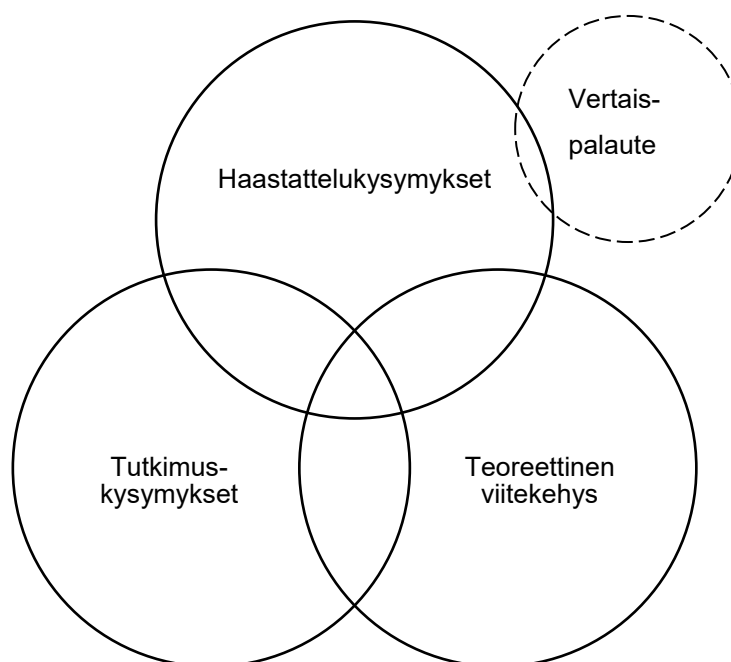 Vertais-
palaute
Haastattelukysymykset
Tutkimus-
kysymykset
Teoreettinen
viitekehys